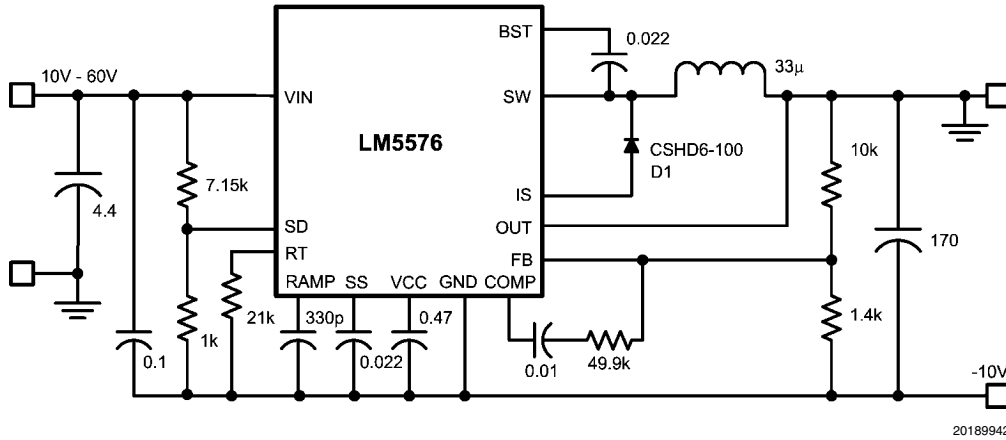 BST
0.022
10V - 60V
33μ
VIN
SW
LM5576
CSHD6-100
D1
10k
7.15k
IS
4.4
SD
OUT
170
RT
FB
RAMP SS VCC GND COMP
21k
330p
0.47
1.4k
1k
0.1
0.022
0.01
49.9k
-10V
20189942